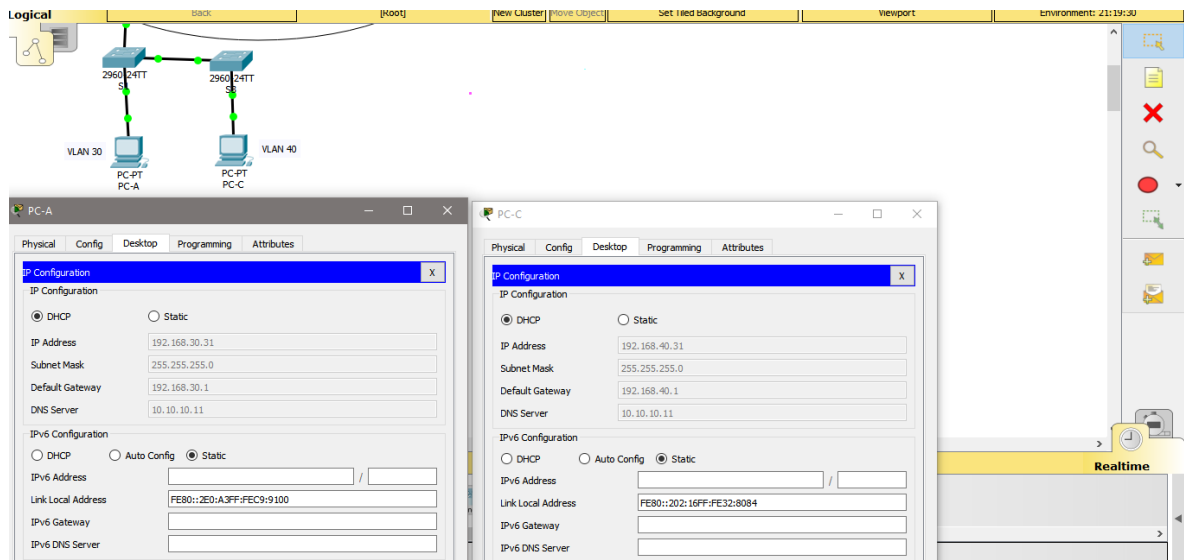 Logical Back [Root] New Cluster Move Object Set Tiled Background Viewport Environment: 21:19:30
2960-24TT
2960-24TT
VLAN 30
VLAN 40
PC-PT
PC-A
PC-PT
PC-C
PC-A
Physical Config Desktop Programming Attributes
IP Configuration X
IP Configuration
DHCP Static
IP Address 192.168.30.31
Subnet Mask 255.255.255.0
Default Gateway 192.168.30.1
DNS Server 10.10.10.11
IPv6 Configuration
DHCP Auto Config Static
IPv6 Address /
Link Local Address FE80::2E0:A3FF:FEC9:9100
IPv6 Gateway
IPv6 DNS Server
PC-C
Physical Config Desktop Programming Attributes
IP Configuration X
IP Configuration
DHCP Static
IP Address 192.168.40.31
Subnet Mask 255.255.255.0
Default Gateway 192.168.40.1
DNS Server 10.10.10.11
IPv6 Configuration
DHCP Auto Config Static
IPv6 Address /
Link Local Address FE80::202:16FF:FE32:8084
IPv6 Gateway
IPv6 DNS Server
Realtime